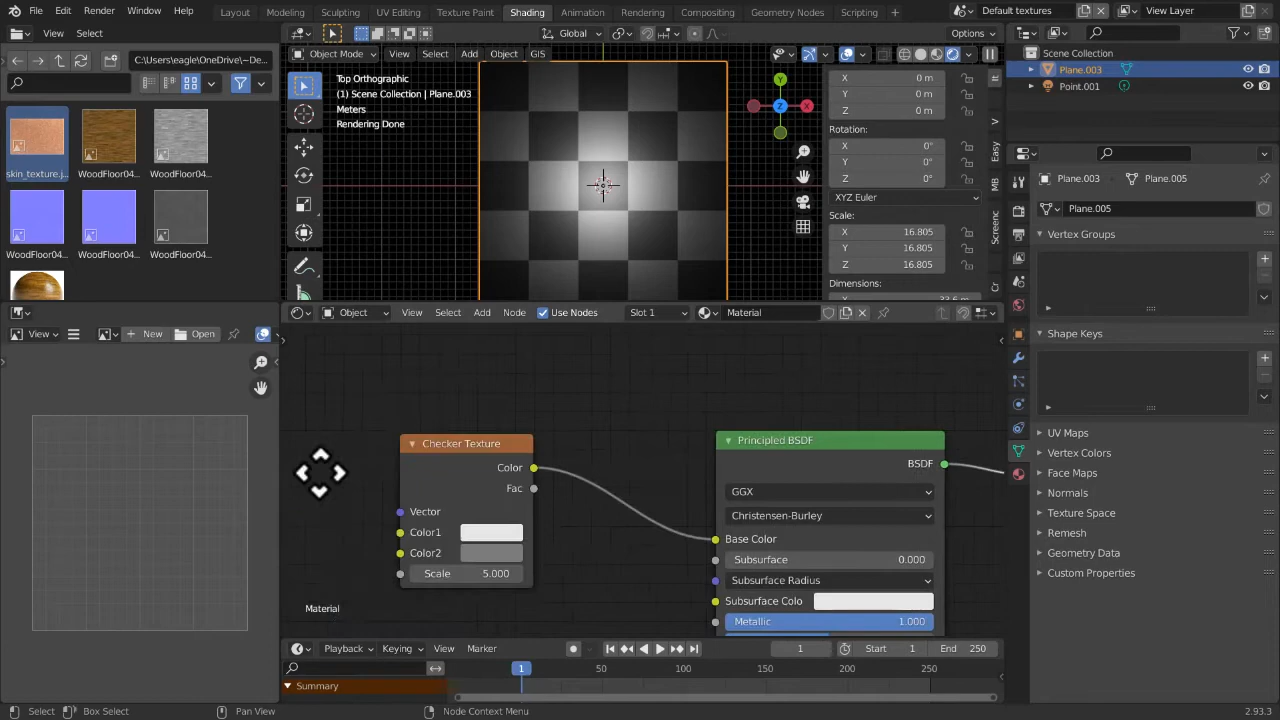 File Edit Render Window Help Layout Modeling Sculpting UV Editing Texture Paint Shading Animation Rendering Compositing Geometry Nodes Scripting + Default textures View Layer
View Select
Global
Options
Scene Collection
Plane.003
Point.001
C:\Users\eagle\OneDrive\~De...
Object Mode View Select Add Object GIS
Top Orthographic
(1) Scene Collection | Plane.003
Meters
Rendering Done
skin_texture.j...
WoodFloor04...
WoodFloor04...
WoodFloor04...
WoodFloor04...
WoodFloor04...
Y
Z
X
X 0 m
Y 0 m
Z 0 m
Rotation:
X 0°
Y 0°
Z 0°
XYZ Euler
Scale:
X 16.805
Y 16.805
Z 16.805
Dimensions:
X 33.6 m
V
Easy
MB
Screenc
Plane.003 Plane.005
Plane.005
Vertex Groups
Shape Keys
UV Maps
Vertex Colors
Face Maps
Normals
Texture Space
Remesh
Geometry Data
Custom Properties
View New Open
Object View Select Add Node Use Nodes Slot 1 Material
Checker Texture
Color
Fac
Vector
Color1
Color2
Scale 5.000
Principled BSDF
BSDF
GGX
Christensen-Burley
Base Color
Subsurface 0.000
Subsurface Radius
Subsurface Colo
Metallic 1.000
Material
Playback Keying View Marker 1 Start 1 End 250
1 50 100 150 200 250
Summary
Select Box Select Pan View Node Context Menu 2.93.3